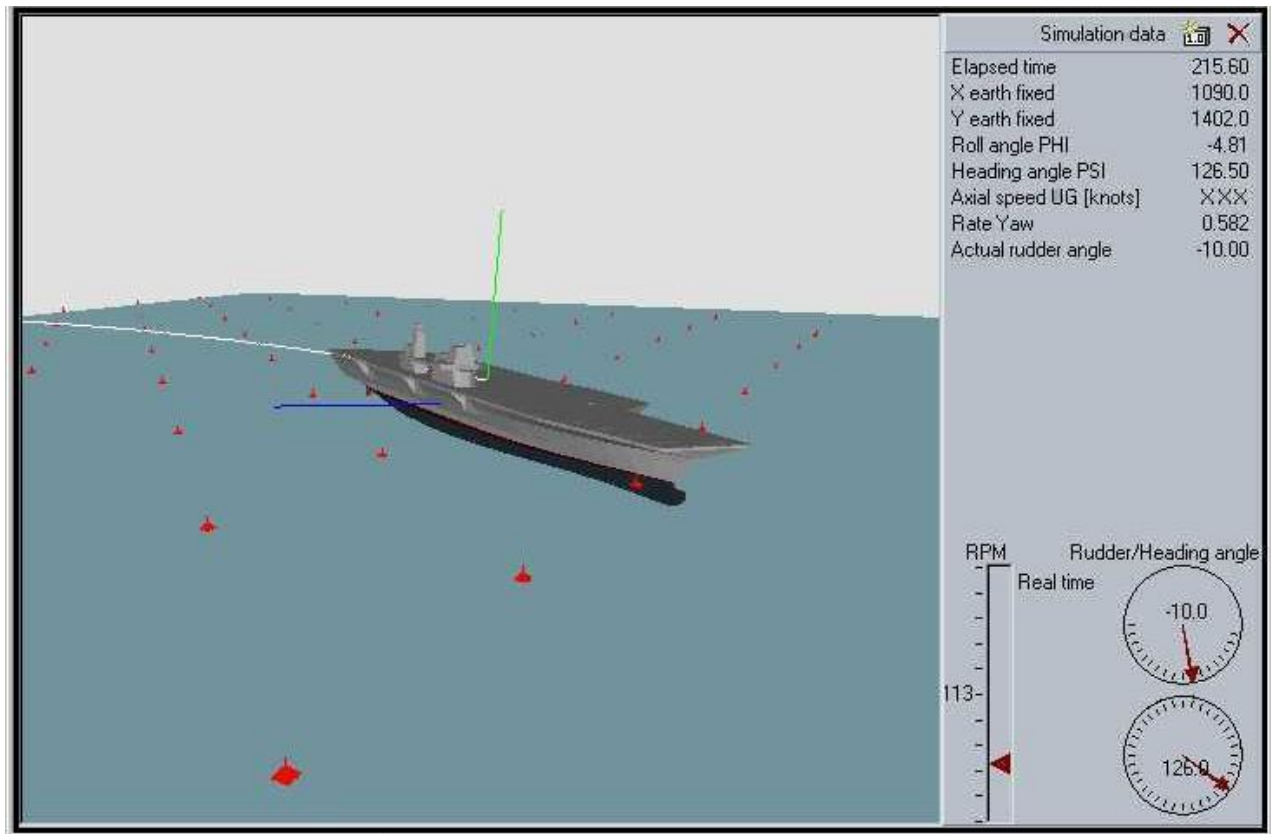 Simulation data 1.0
Elapsed time 215.60
X earth fixed 1090.0
Y earth fixed 1402.0
Roll angle PHI -4.81
Heading angle PSI 126.50
Axial speed UG [knots] XXX
Rate Yaw 0.582
Actual rudder angle -10.00
RPM Rudder/Heading angle
Real time
-10.0
113-
126.0